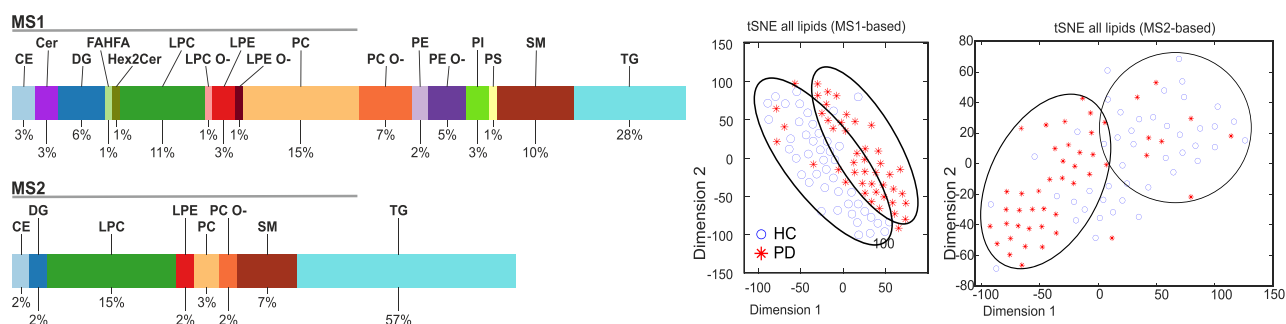 MS1
Cer FAHFA LPC LPE PC PE PI SM
CE DG Hex2Cer LPC O- LPE O- PC O- PE O- PS TG
3% 6% 1% 1% 1% 7% 5% 1% 28%
3% 1% 11% 3% 15% 2% 3% 10%
MS2
DG LPE PC O-
CE LPC PC SM TG
2% 15% 3% 7% 57%
2% 2% 2%
tSNE all lipids (MS1-based)
Dimension 2
150
100
50
0
-50
-100
-150
HC
PD
100
-100 -50 0 50
Dimension 1
tSNE all lipids (MS2-based)
Dimension 2
80
60
40
20
0
-20
-40
-60
-80
-100 -50 0 50 100 150
Dimension 1